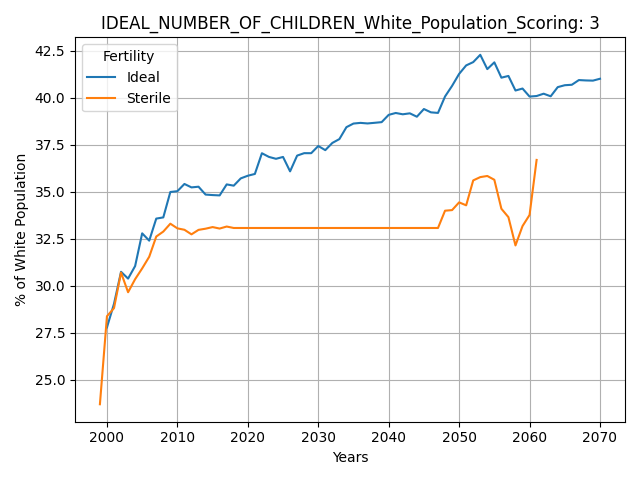 IDEAL_NUMBER_OF_CHILDREN_White_Population_Scoring: 3
Fertility
Ideal
Sterile
42.5
40.0
37.5
35.0
32.5
30.0
27.5
25.0
% of White Population
2000 2010 2020 2030 2040 2050 2060 2070
Years